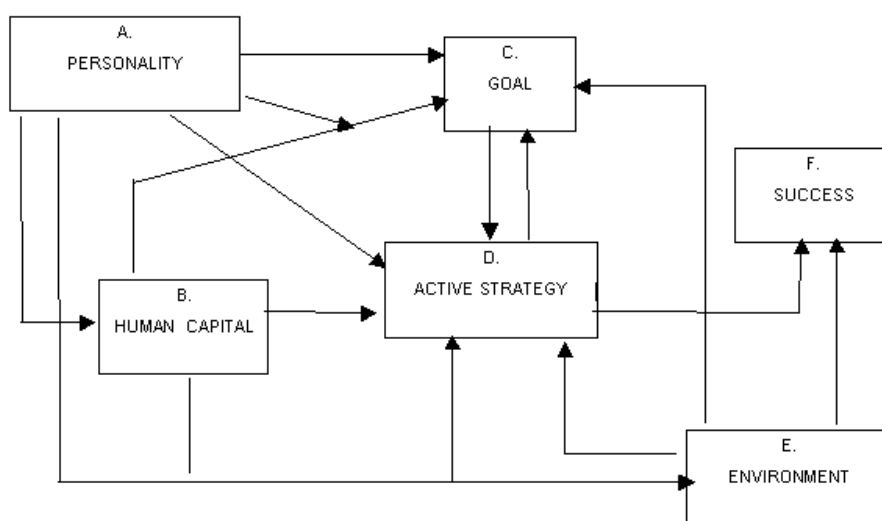 A.
PERSONALITY
C.
GOAL
F.
SUCCESS
D.
ACTIVE STRATEGY
B.
HUMAN CAPITAL
E.
ENVIRONMENT